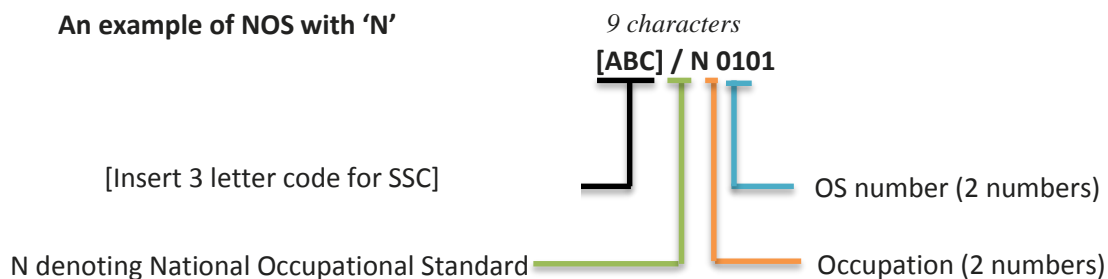 An example of NOS with ‘N’
9 characters
[ABC] / N 0101
[Insert 3 letter code for SSC]
OS number (2 numbers)
N denoting National Occupational Standard
Occupation (2 numbers)